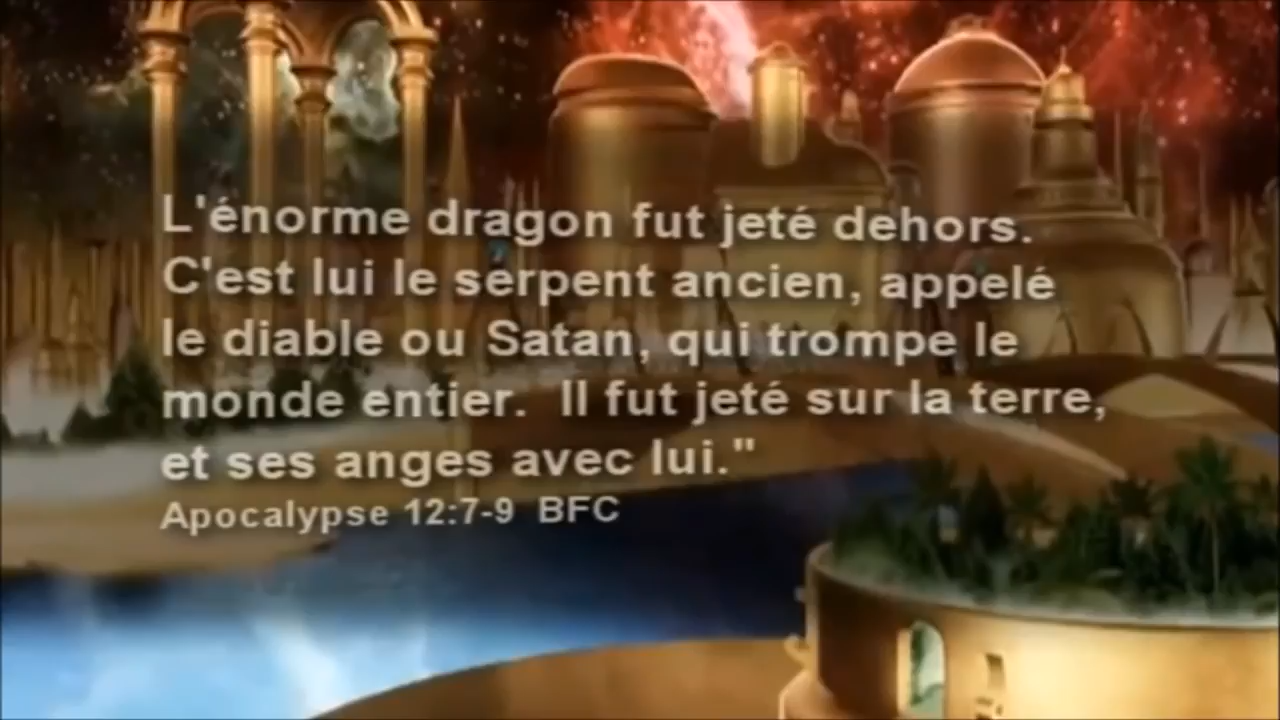 L'énorme dragon fut jeté dehors.
C'est lui le serpent ancien, appelé
le diable ou Satan, qui trompe le
monde entier.  Il fut jeté sur la terre,
et ses anges avec lui."
Apocalypse 12:7-9  BFC